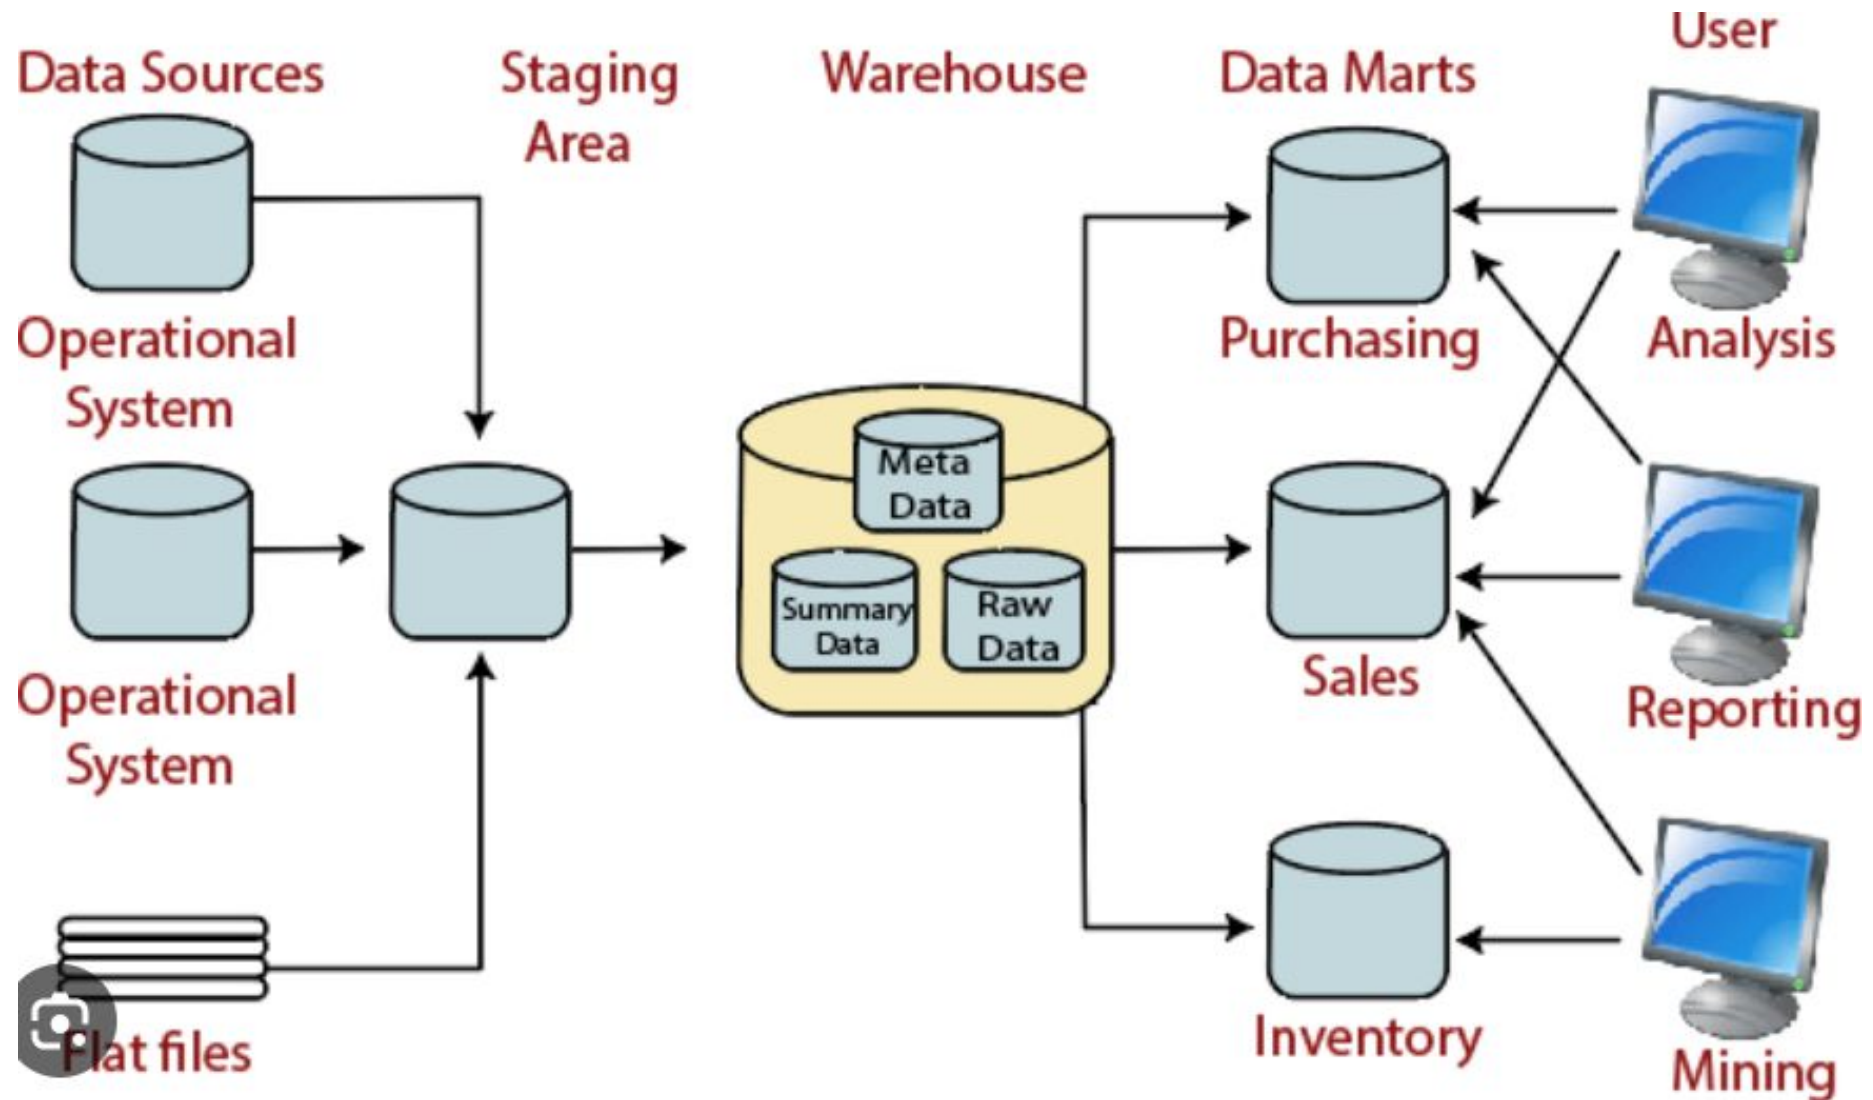 Data Sources
Staging
Area
Warehouse
Data Marts
User
Operational
System
Operational
System
Flat files
Meta
Data
Summary
Data
Raw
Data
Purchasing
Sales
Inventory
Analysis
Reporting
Mining